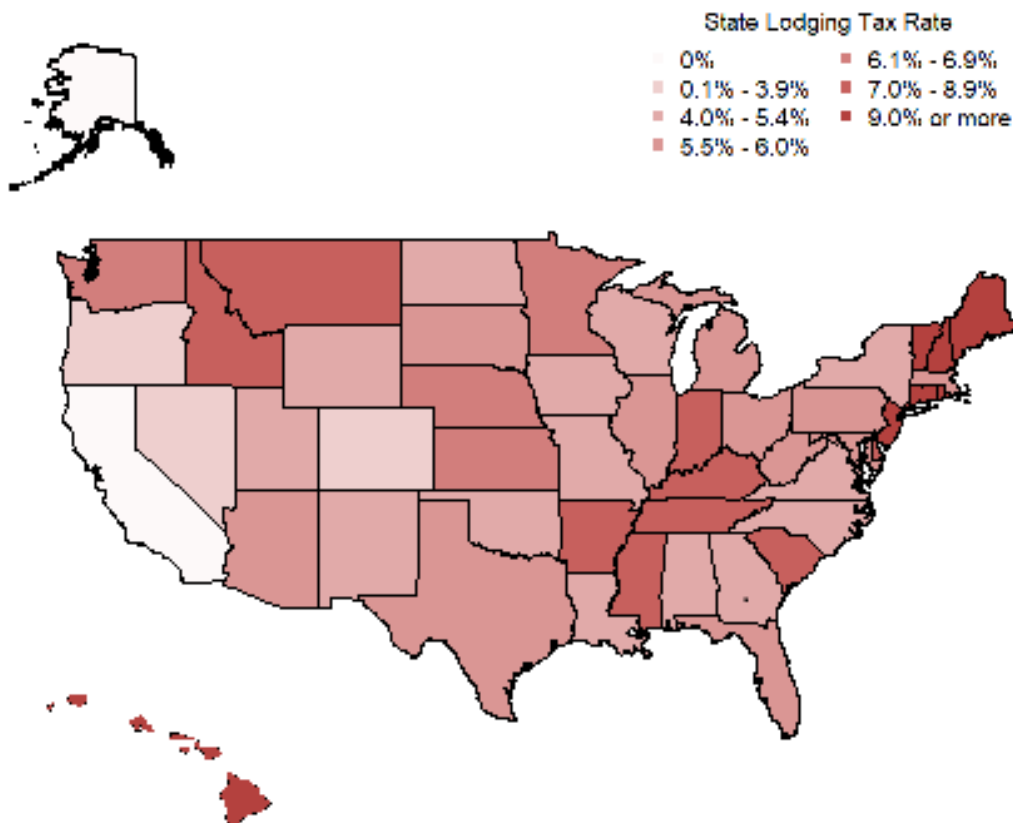 State Lodging Tax Rate
0%
0.1% - 3.9%
4.0% - 5.4%
5.5% - 6.0%
6.1% - 6.9%
7.0% - 8.9%
9.0% or more